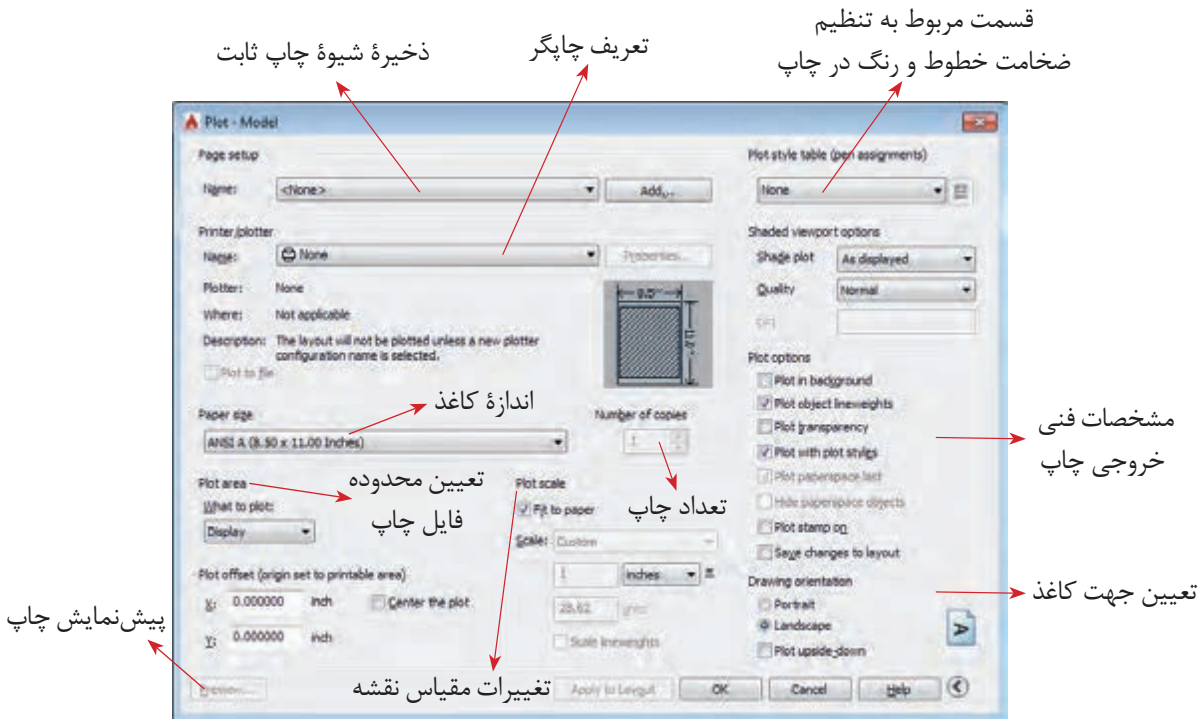 قسمت مربوط به تنظیم
ضخامت خطوط و رنگ در چاپ
تعریف چاپگر
ذخیرهٔ شیوهٔ چاپ ثابت
Plot - Model
Page setup
Name:
<None>
Add...
Plot style table (pen assignments)
None
Printer/plotter
Name:
None
Properties...
Plotter: None
Where: Not applicable
Description: The layout will not be plotted unless a new plotter
configuration name is selected.
Plot to file
8.5''
11.0''
Shaded viewport options
Shade plot
As displayed
Quality
Normal
DPI
Plot options
Plot in background
Plot object lineweights
Plot transparency
Plot with plot styles
Plot paperspace last
Hide paperspace objects
Plot stamp on
Save changes to layout
مشخصات فنی
خروجی چاپ
اندازهٔ کاغذ
Paper size
ANSI A (8.50 x 11.00 Inches)
Number of copies
1
تعداد چاپ
Plot area
What to plot:
Display
تعیین محدوده
فایل چاپ
Plot scale
Fit to paper
Scale: Custom
1
inches
=
28.62
units
Scale lineweights
تغییرات مقیاس نقشه
Plot offset (origin set to printable area)
X: 0.000000 inch
Center the plot
Y: 0.000000 inch
Drawing orientation
Portrait
Landscape
Plot upside-down
A
تعیین جهت کاغذ
پیش‌نمایش چاپ
Preview...
Apply to Layout
OK
Cancel
Help